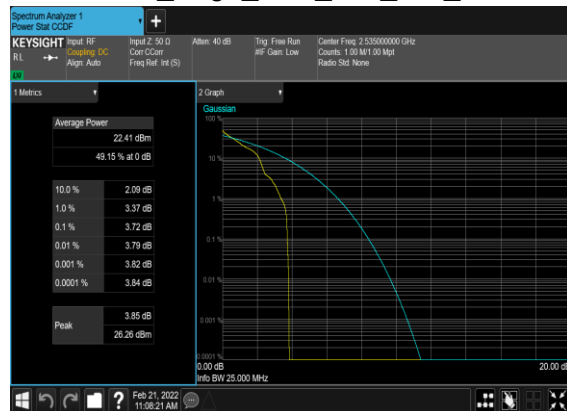 Spectrum Analyzer 1
Power Stat CCDF
+
KEYSIGHT
RL
LW
Input: RF
Coupling: DC
Align: Auto
Input Z: 50 Ω
Corr CCorr
Freq Ref: Int (S)
Atten: 40 dB
Trig: Free Run
#IF Gain: Low
Center Freq: 2.535000000 GHz
Counts: 1.00 M/1.00 Mpt
Radio Std: None
1 Metrics
Average Power
22.41 dBm
49.15 % at 0 dB
10.0 % 2.09 dB
1.0 % 3.37 dB
0.1 % 3.72 dB
0.01 % 3.79 dB
0.001 % 3.82 dB
0.0001 % 3.84 dB
Peak
3.85 dB
26.26 dBm
2 Graph
Gaussian
100 %
10 %
1 %
0.1 %
0.01 %
0.001 %
0.0001 %
0.00 dB 20.00 dB
Info BW 25.000 MHz
? Feb 21, 2022
11:08:21 AM